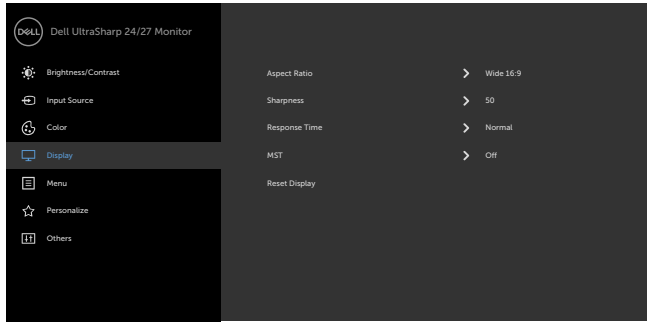 DELL Dell UltraSharp 24/27 Monitor
Brightness/Contrast
Input Source
Color
Display
Menu
Personalize
Others
Aspect Ratio Wide 16:9
Sharpness 50
Response Time Normal
MST Off
Reset Display